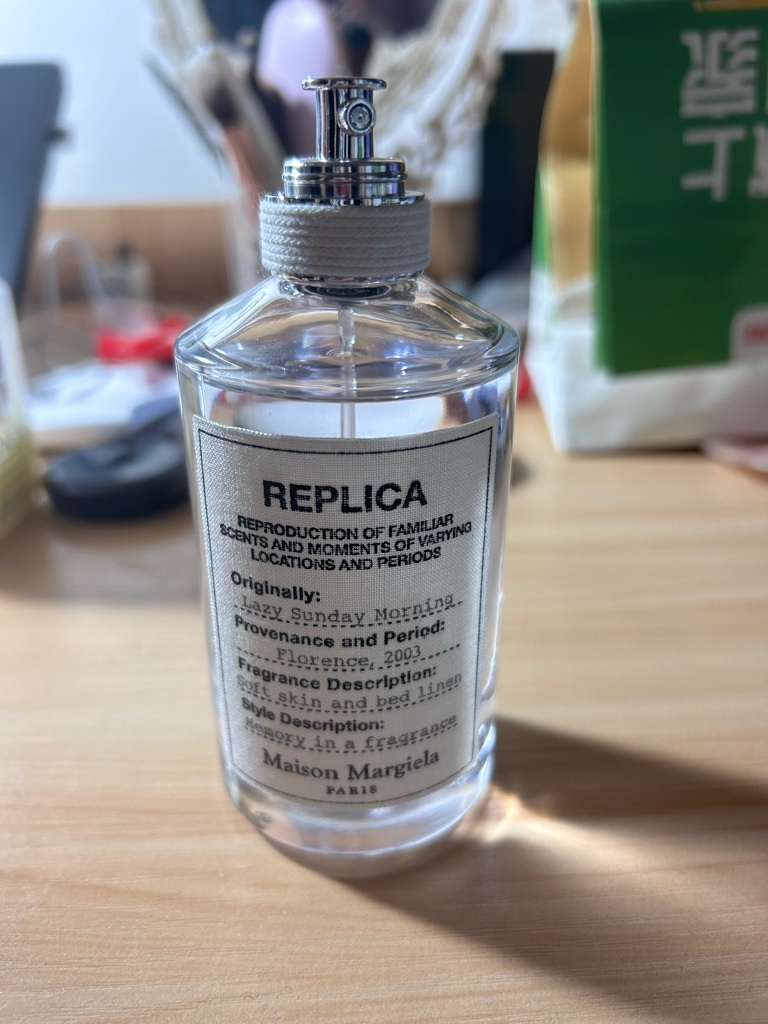 REPLICA
REPRODUCTION OF FAMILIAR
SCENTS AND MOMENTS OF VARYING
LOCATIONS AND PERIODS
Originally:
Lazy Sunday Morning
Provenance and Period:
Florence, 2003
Fragrance Description:
Soft skin and bed linen
Style Description:
Memory in a fragrance
Maison Margiela
PARIS
上